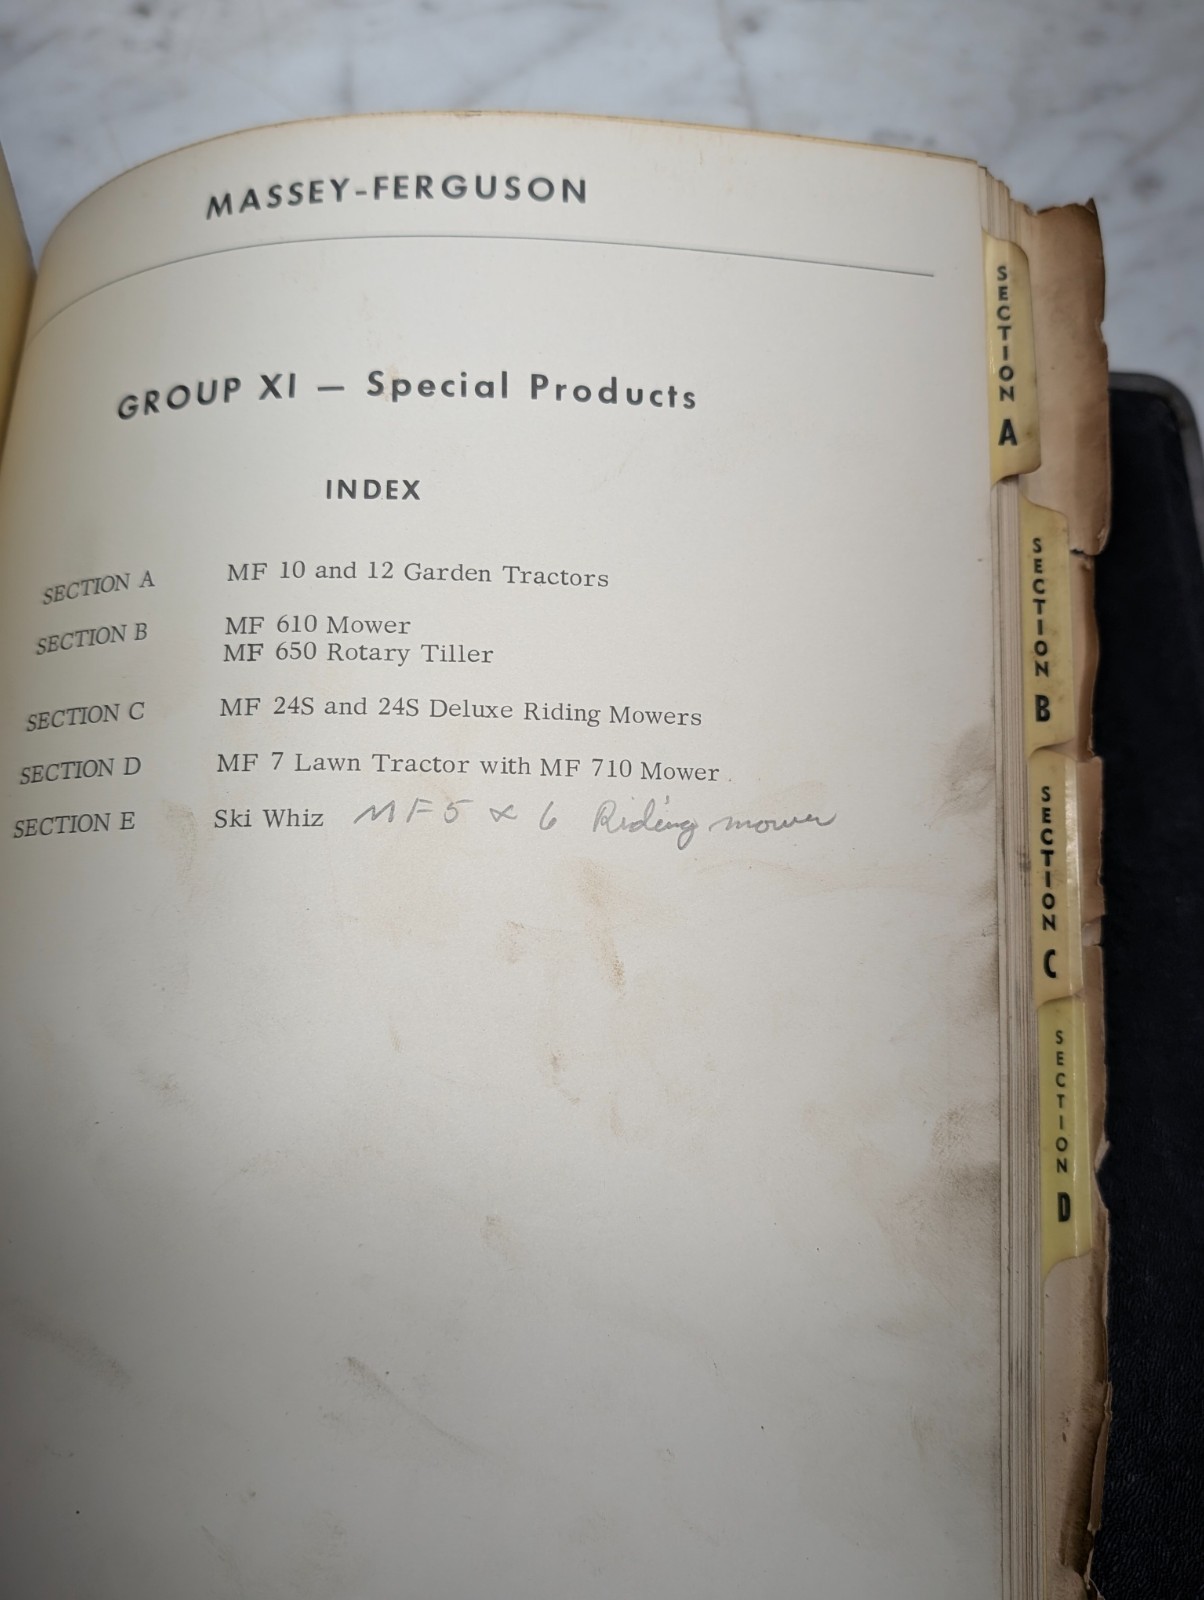 MASSEY-FERGUSON
GROUP XI — Special Products
INDEX
SECTION A MF 10 and 12 Garden Tractors
SECTION B MF 610 Mower
MF 650 Rotary Tiller
SECTION C MF 24S and 24S Deluxe Riding Mowers
SECTION D MF 7 Lawn Tractor with MF 710 Mower
SECTION E Ski Whiz MF 5 & 6 Riding mower
SECTION A
SECTION B
SECTION C
SECTION D